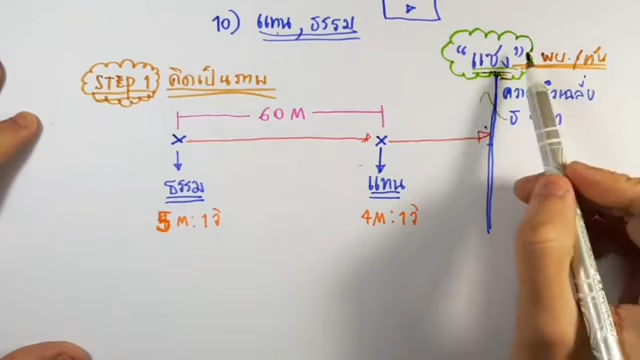 10) แทน, ธรรม
"แซง" พบ./ทัน
STEP 1 คิดเป็นภาพ
60 M
ธรรม แทน
5 M : 1 วิ 4 M : 1 วิ